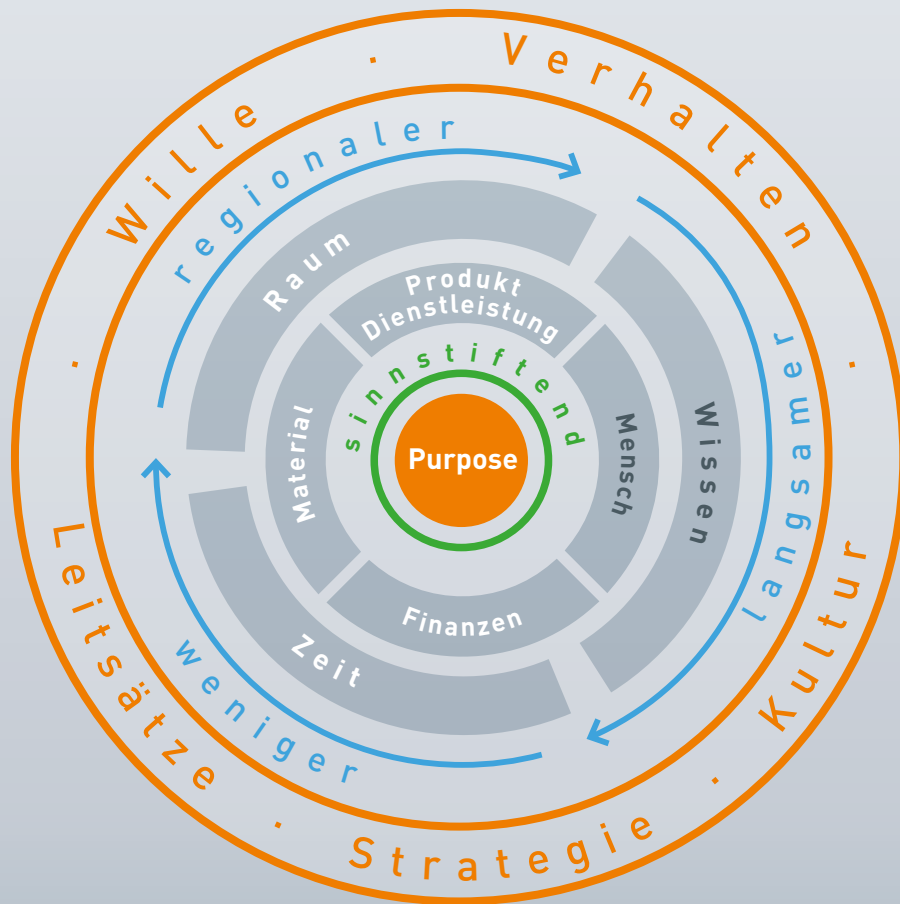 Wille · Verhalten · Kultur · Strategie · Leitsätze ·
regionaler
langsamer
weniger
Raum
Wissen
Zeit
Produkt
Dienstleistung
Mensch
Finanzen
Material
sinnstiftend
Purpose